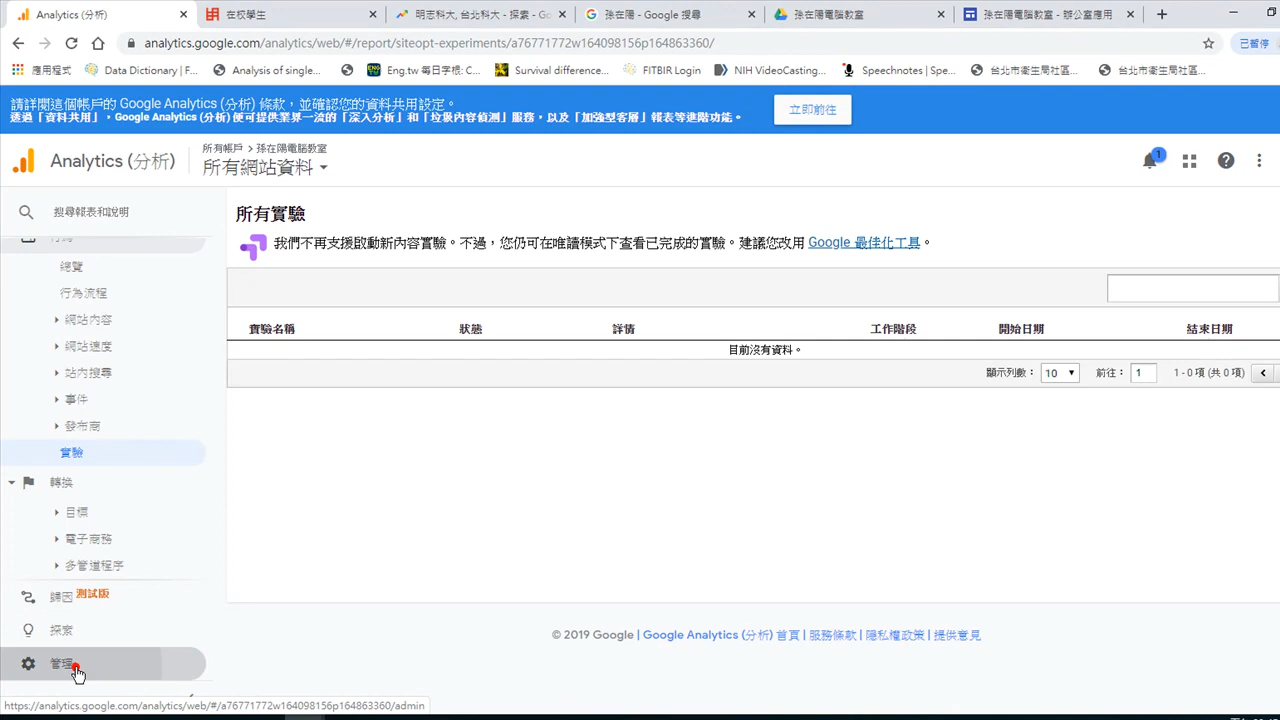 Analytics (分析)
在校學生
明志科大, 台北科大 - 探索 - Go
孫在陽 - Google 搜尋
孫在陽電腦教室
孫在陽電腦教室 - 辦公室應用
analytics.google.com/analytics/web/#/report/siteopt-experiments/a76771772w164098156p164863360/
已暫停
應用程式
Data Dictionary | F...
Analysis of single...
Eng.tw 每日字根: C...
Survival difference...
FITBIR Login
NIH VideoCasting...
Speechnotes | Spe...
台北市衛生局社區...
台北市衛生局社區...
請詳閱這個帳戶的 Google Analytics (分析) 條款，並確認您的資料共用設定。
透過「資料共用」，Google Analytics (分析) 便可提供業界一流的「深入分析」和「垃圾內容偵測」服務，以及「加強型客層」報表等進階功能。
立即前往
Analytics (分析)
所有帳戶 > 孫在陽電腦教室
所有網站資料
1
搜尋報表和說明
行為
總覽
行為流程
網站內容
網站速度
站內搜尋
事件
發布商
實驗
轉換
目標
電子商務
多管道程序
歸因 測試版
探索
管理
所有實驗
我們不再支援啟動新內容實驗。不過，您仍可在唯讀模式下查看已完成的實驗。建議您改用 Google 最佳化工具。
實驗名稱 狀態 詳情 工作階段 開始日期 結束日期
目前沒有資料。
顯示列數： 10 前往： 1 1 - 0 項 (共 0 項)
© 2019 Google | Google Analytics (分析) 首頁 | 服務條款 | 隱私權政策 | 提供意見
https://analytics.google.com/analytics/web/#/a76771772w164098156p164863360/admin